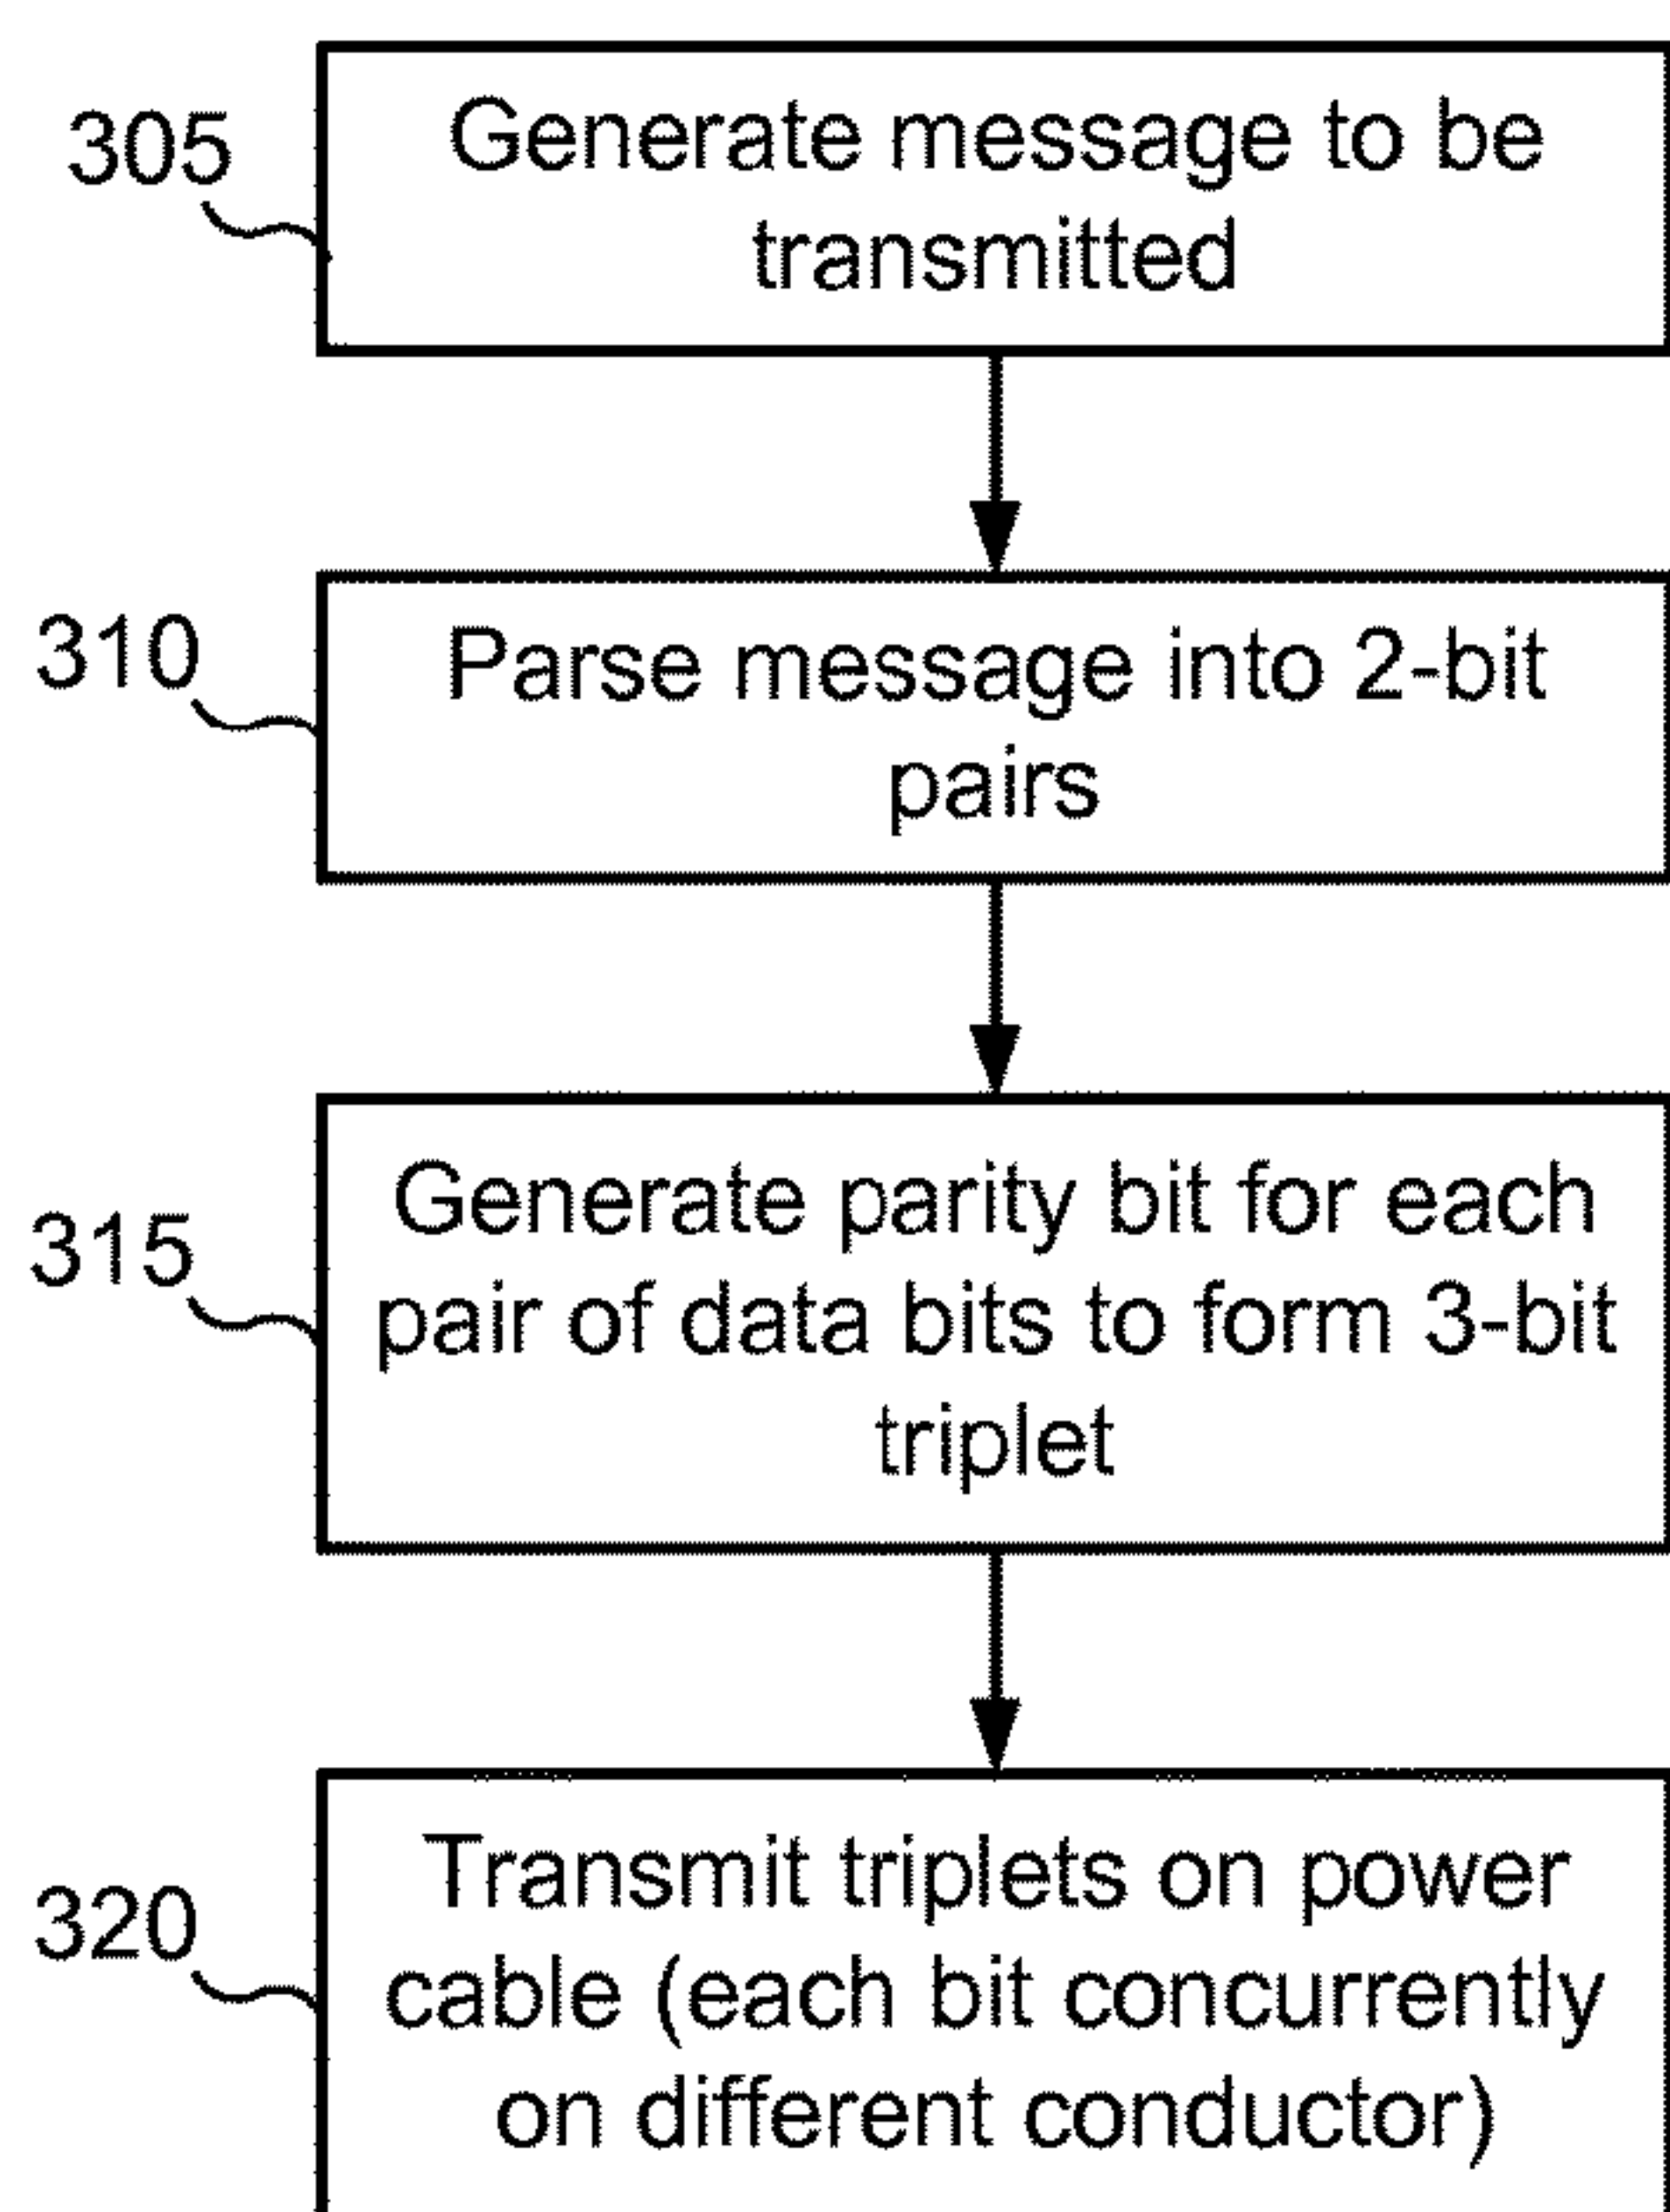 305
Generate message to be
transmitted
310
Parse message into 2-bit
pairs
315
Generate parity bit for each
pair of data bits to form 3-bit
triplet
320
Transmit triplets on power
cable (each bit concurrently
on different conductor)